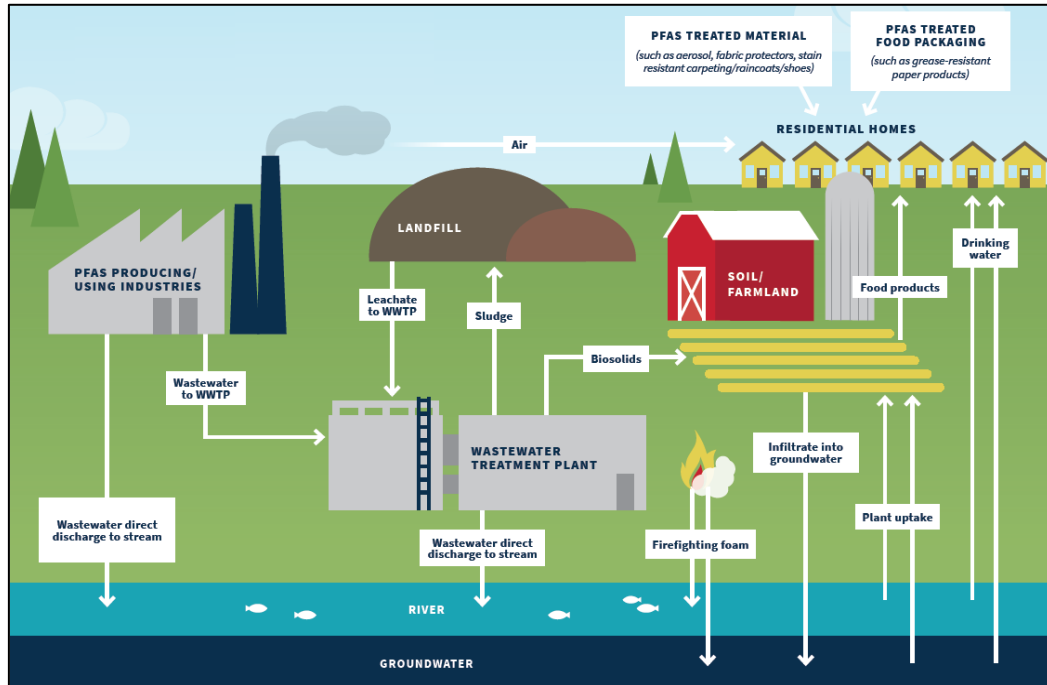 PFAS TREATED MATERIAL
(such as aerosol, fabric protectors, stain
resistant carpeting/raincoats/shoes)
PFAS TREATED
FOOD PACKAGING
(such as grease-resistant
paper products)
RESIDENTIAL HOMES
Air
LANDFILL
PFAS PRODUCING/
USING INDUSTRIES
SOIL/
FARMLAND
Drinking
water
Food products
Leachate
to WWTP
Sludge
Biosolids
Wastewater
to WWTP
WASTEWATER
TREATMENT PLANT
Infiltrate into
groundwater
Plant uptake
Wastewater direct
discharge to stream
Wastewater direct
discharge to stream
Firefighting foam
RIVER
GROUNDWATER